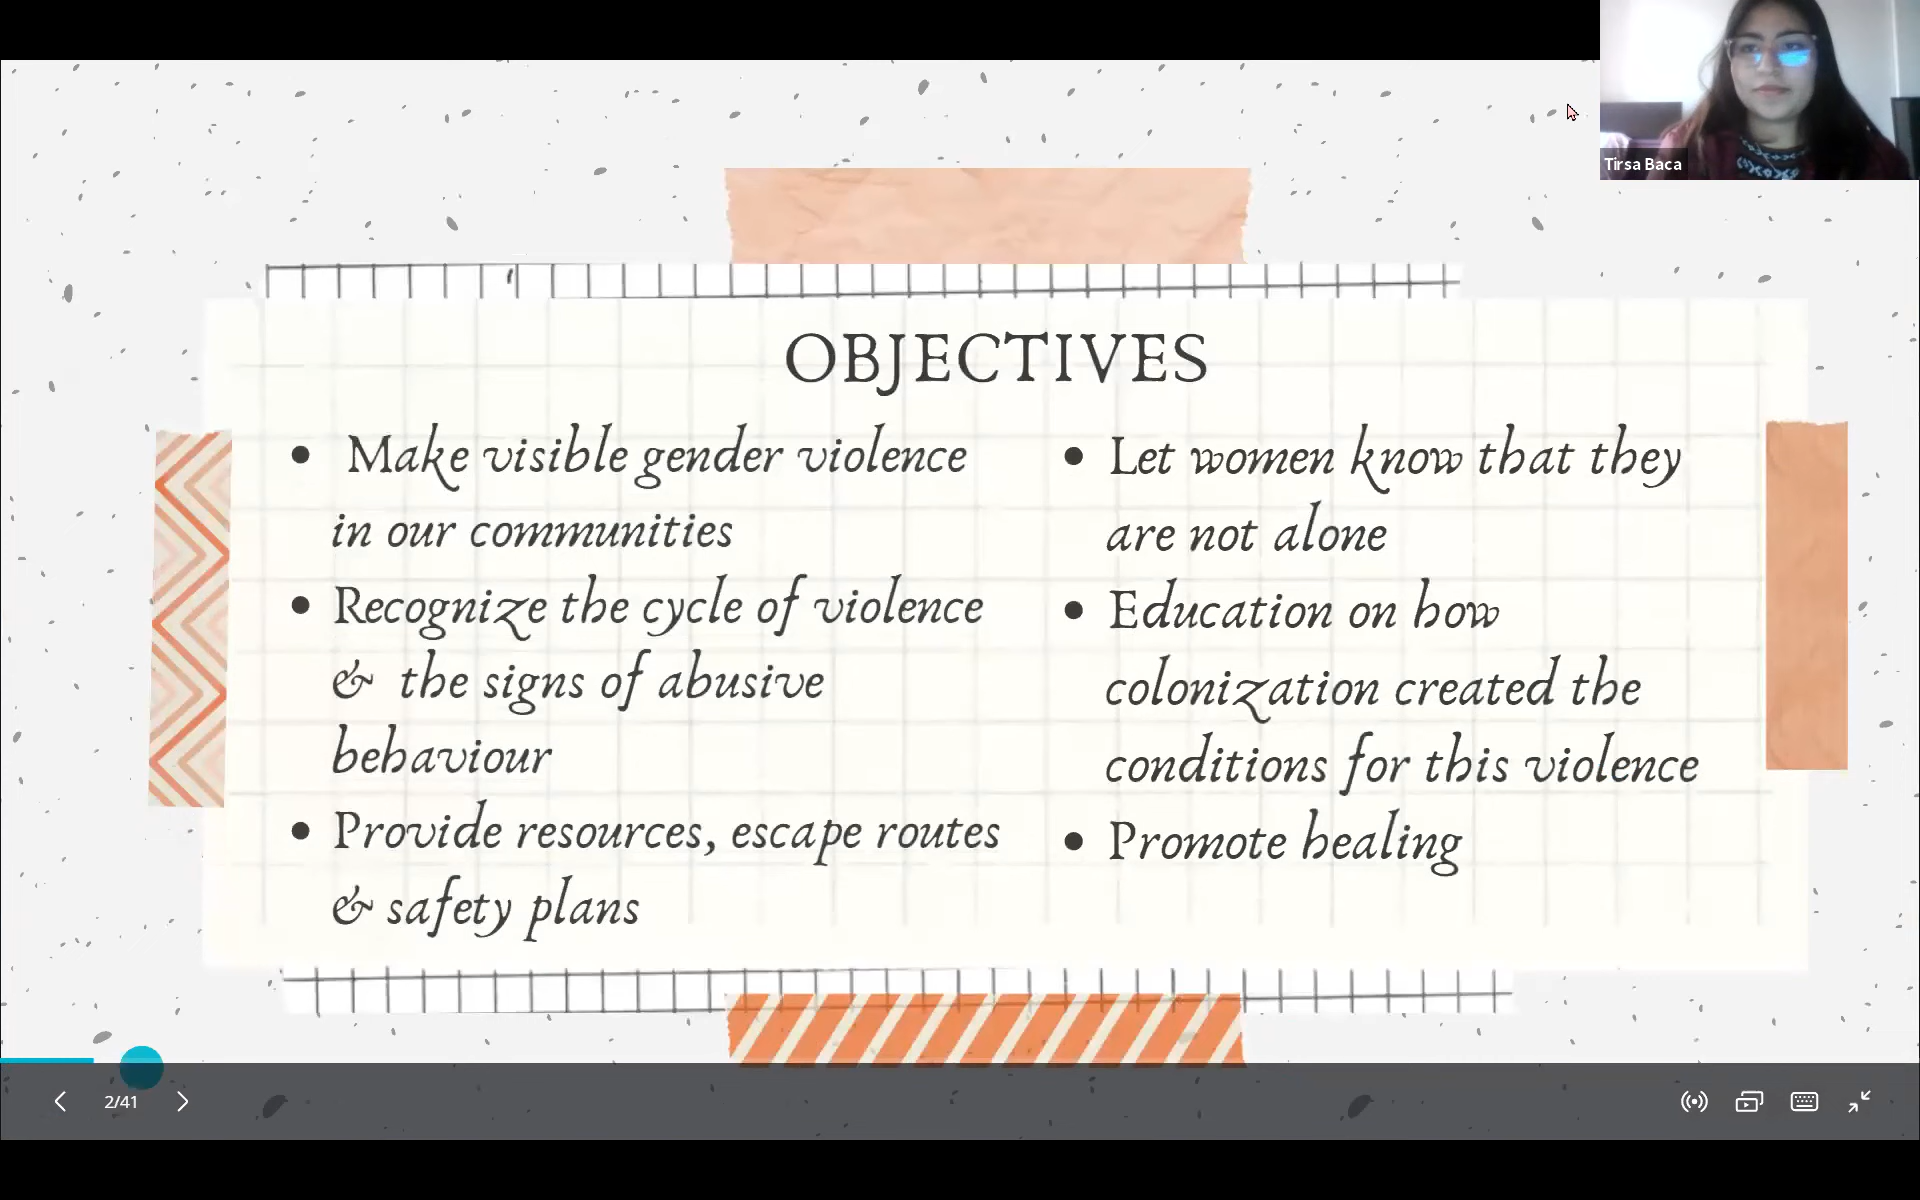 Tirsa Baca
OBJECTIVES
• Make visible gender violence
in our communities
• Recognize the cycle of violence
& the signs of abusive
behaviour
• Provide resources, escape routes
& safety plans
• Let women know that they
are not alone
• Education on how
colonization created the
conditions for this violence
• Promote healing
2/41